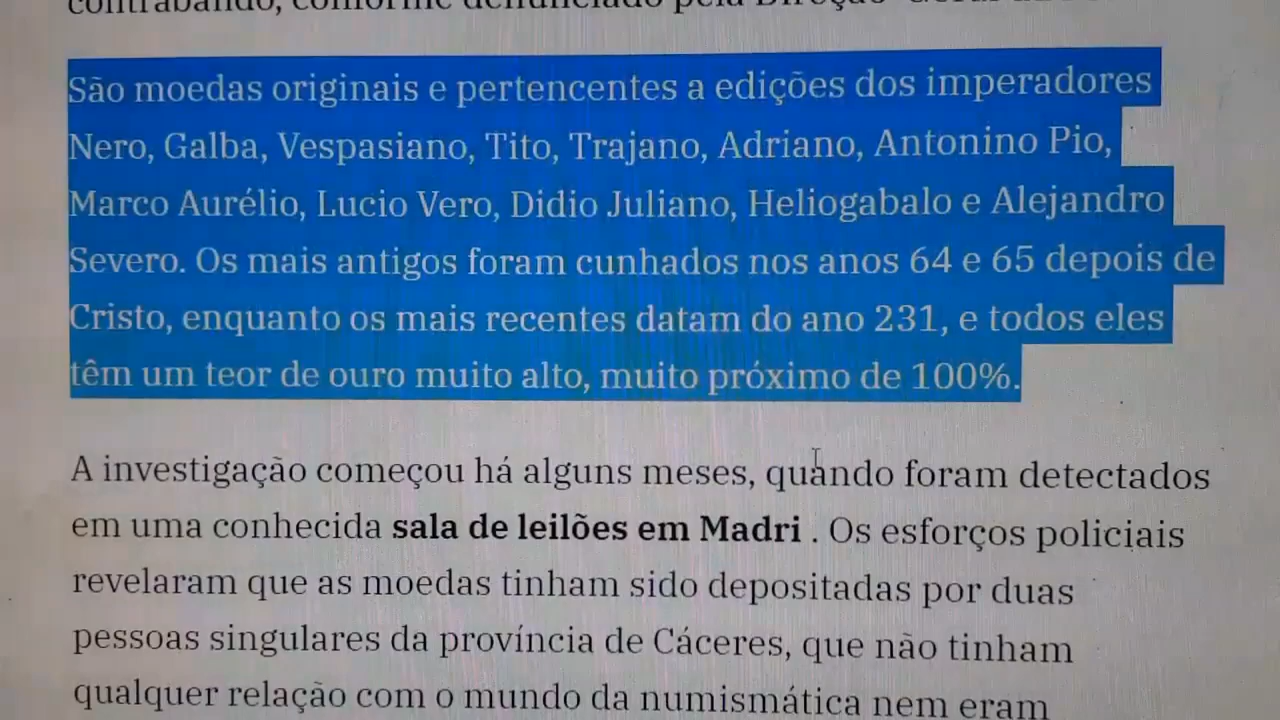 contrabando, conforme denunciado pela Direção
São moedas originais e pertencentes a edições dos imperadores
Nero, Galba, Vespasiano, Tito, Trajano, Adriano, Antonino Pio,
Marco Aurélio, Lucio Vero, Didio Juliano, Heliogabalo e Alejandro
Severo. Os mais antigos foram cunhados nos anos 64 e 65 depois de
Cristo, enquanto os mais recentes datam do ano 231, e todos eles
têm um teor de ouro muito alto, muito próximo de 100%.
A investigação começou há alguns meses, quando foram detectados
em uma conhecida sala de leilões em Madri . Os esforços policiais
revelaram que as moedas tinham sido depositadas por duas
pessoas singulares da província de Cáceres, que não tinham
qualquer relação com o mundo da numismática nem eram